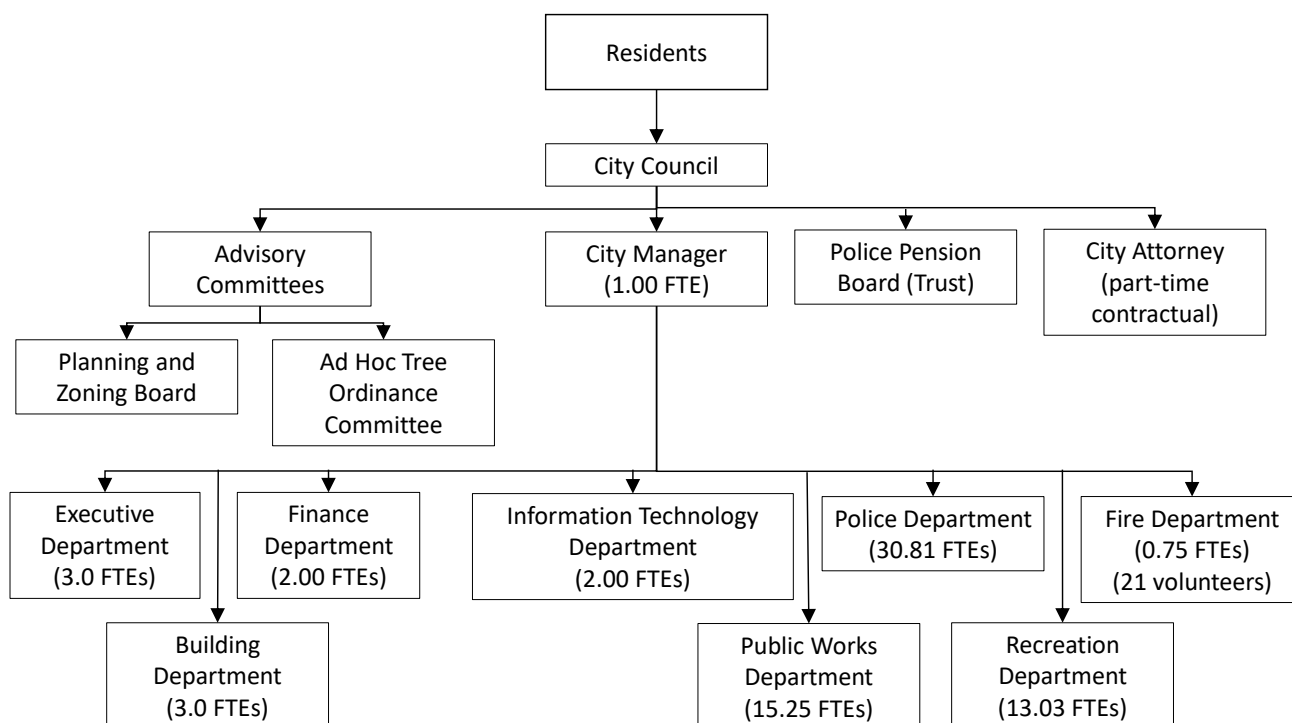 Residents
City Council
Advisory
Committees
City Manager
(1.00 FTE)
Police Pension
Board (Trust)
City Attorney
(part-time
contractual)
Planning and
Zoning Board
Ad Hoc Tree
Ordinance
Committee
Executive
Department
(3.0 FTEs)
Finance
Department
(2.00 FTEs)
Information Technology
Department
(2.00 FTEs)
Police Department
(30.81 FTEs)
Fire Department
(0.75 FTEs)
(21 volunteers)
Building
Department
(3.0 FTEs)
Public Works
Department
(15.25 FTEs)
Recreation
Department
(13.03 FTEs)